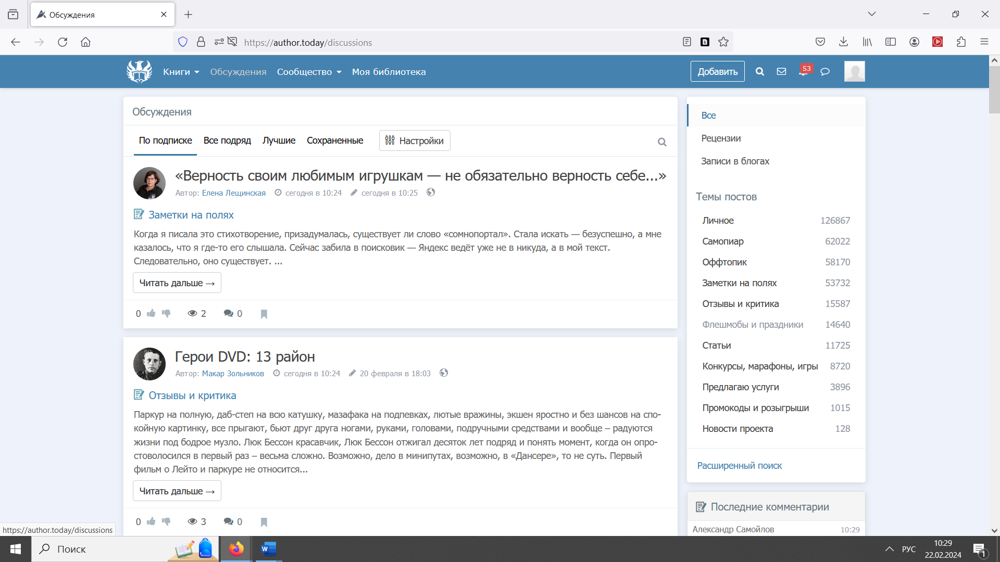 Обсуждения
https://author.today/discussions
Книги
Обсуждения
Сообщество
Моя библиотека
Добавить
53
Обсуждения
По подписке
Все подряд
Лучшие
Сохраненные
Настройки
«Верность своим любимым игрушкам — не обязательно верность себе...»
Автор: Елена Лещинская сегодня в 10:24 сегодня в 10:25
Заметки на полях
Когда я писала это стихотворение, призадумалась, существует ли слово «сомнопортал». Стала искать — безуспешно, а мне
казалось, что я где-то его слышала. Сейчас забила в поисковик — Яндекс ведёт уже не в никуда, а в мой текст.
Следовательно, оно существует. ...
Читать дальше →
0 2 0
Герои DVD: 13 район
Автор: Макар Зольников сегодня в 10:24 20 февраля в 18:03
Отзывы и критика
Паркур на полную, даб-степ на всю катушку, мазафака на подпевках, лютые вражины, экшен яростно и без шансов на спо-
койную картинку, все прыгают, бьют друг друга ногами, руками, головами, подручными средствами и вообще – радуются
жизни под бодрое музло. Люк Бессон красавчик, Люк Бессон отжигал десяток лет подряд и понять момент, когда он опро-
стоволосился в первый раз – весьма сложно. Возможно, дело в минипутах, возможно, в «Дансере», то не суть. Первый
фильм о Лейто и паркуре не относится...
Читать дальше →
0 3 0
Все
Рецензии
Записи в блогах
Темы постов
Личное 126867
Самопиар 62022
Оффтопик 58170
Заметки на полях 53732
Отзывы и критика 15587
Флешмобы и праздники 14640
Статьи 11725
Конкурсы, марафоны, игры 8720
Предлагаю услуги 3896
Промокоды и розыгрыши 1015
Новости проекта 128
Расширенный поиск
Последние комментарии
Александр Самойлов 10:29
https://author.today/discussions
Поиск
W
РУС
10:29
22.02.2024
1